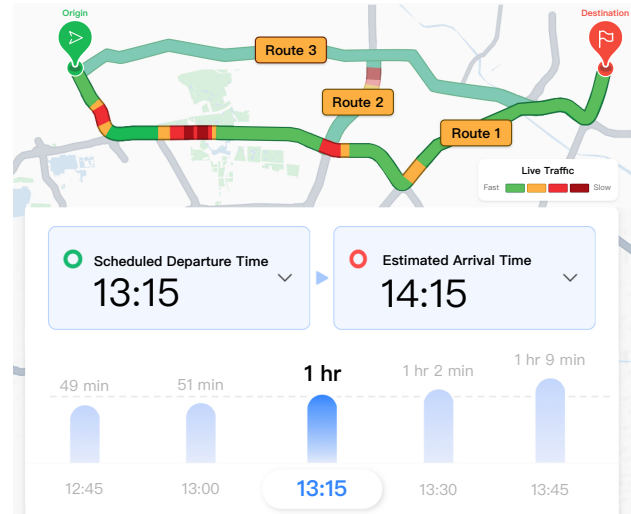 Origin
Destination
Route 3
Route 2
Route 1
Live Traffic
Fast
Slow
Scheduled Departure Time
13:15
Estimated Arrival Time
14:15
49 min
51 min
1 hr
1 hr 2 min
1 hr 9 min
12:45
13:00
13:15
13:30
13:45